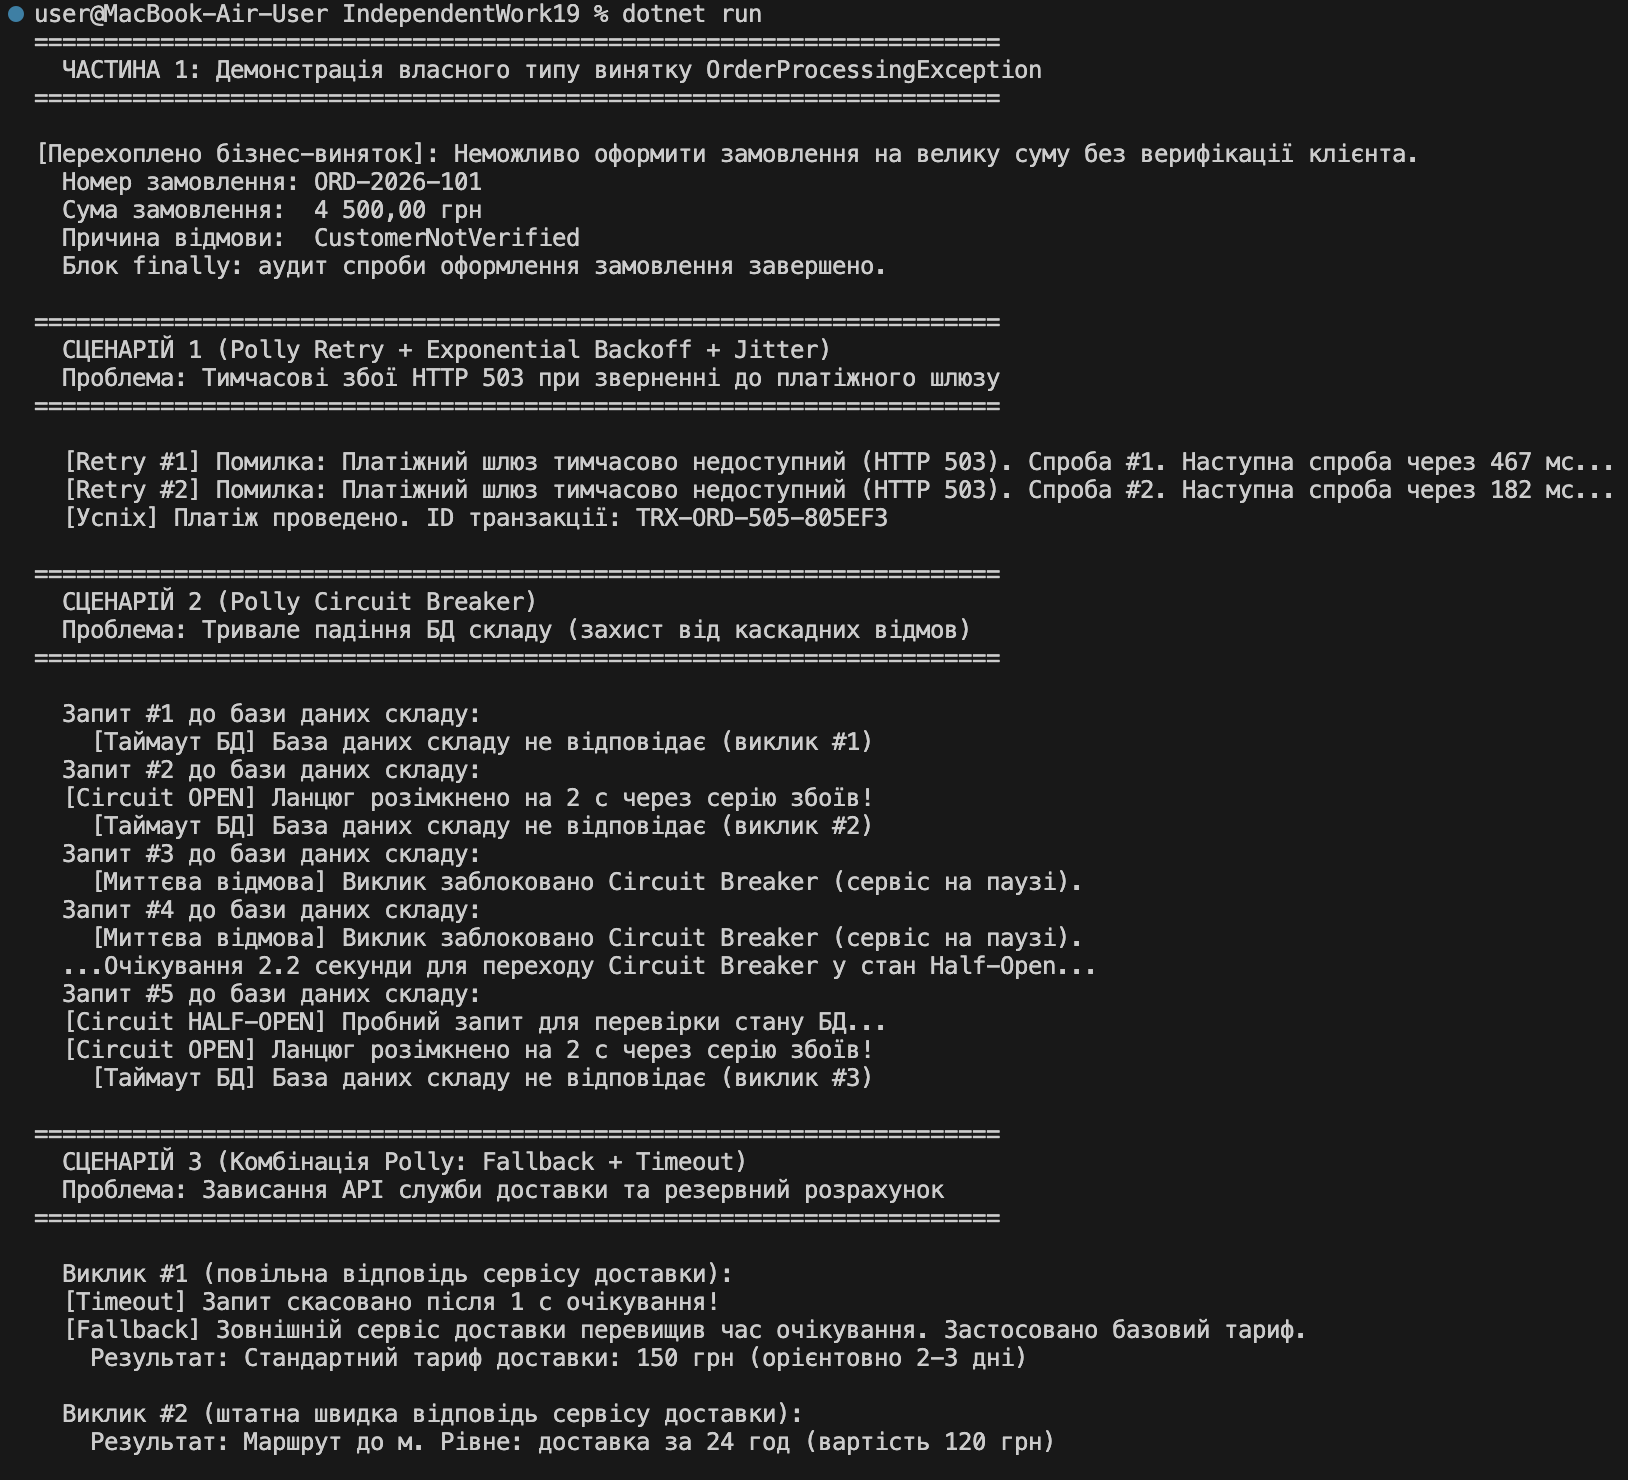 user@MacBook-Air-User IndependentWork19 % dotnet run
=====================================================================
ЧАСТИНА 1: Демонстрація власного типу винятку OrderProcessingException
=====================================================================
[Перехоплено бізнес-виняток]: Неможливо оформити замовлення на велику суму без верифікації клієнта.
Номер замовлення: ORD-2026-101
Сума замовлення:  4 500,00 грн
Причина відмови:  CustomerNotVerified
Блок finally: аудит спроби оформлення замовлення завершено.
=====================================================================
СЦЕНАРІЙ 1 (Polly Retry + Exponential Backoff + Jitter)
Проблема: Тимчасові збої HTTP 503 при зверненні до платіжного шлюзу
=====================================================================
[Retry #1] Помилка: Платіжний шлюз тимчасово недоступний (HTTP 503). Спроба #1. Наступна спроба через 467 мс...
[Retry #2] Помилка: Платіжний шлюз тимчасово недоступний (HTTP 503). Спроба #2. Наступна спроба через 182 мс...
[Успіх] Платіж проведено. ID транзакції: TRX-ORD-505-805EF3
=====================================================================
СЦЕНАРІЙ 2 (Polly Circuit Breaker)
Проблема: Тривале падіння БД складу (захист від каскадних відмов)
=====================================================================
Запит #1 до бази даних складу:
[Таймаут БД] База даних складу не відповідає (виклик #1)
Запит #2 до бази даних складу:
[Circuit OPEN] Ланцюг розімкнено на 2 с через серію збоїв!
[Таймаут БД] База даних складу не відповідає (виклик #2)
Запит #3 до бази даних складу:
[Миттєва відмова] Виклик заблоковано Circuit Breaker (сервіс на паузі).
Запит #4 до бази даних складу:
[Миттєва відмова] Виклик заблоковано Circuit Breaker (сервіс на паузі).
...Очікування 2.2 секунди для переходу Circuit Breaker у стан Half-Open...
Запит #5 до бази даних складу:
[Circuit HALF-OPEN] Пробний запит для перевірки стану БД...
[Circuit OPEN] Ланцюг розімкнено на 2 с через серію збоїв!
[Таймаут БД] База даних складу не відповідає (виклик #3)
=====================================================================
СЦЕНАРІЙ 3 (Комбінація Polly: Fallback + Timeout)
Проблема: Зависання API служби доставки та резервний розрахунок
=====================================================================
Виклик #1 (повільна відповідь сервісу доставки):
[Timeout] Запит скасовано після 1 с очікування!
[Fallback] Зовнішній сервіс доставки перевищив час очікування. Застосовано базовий тариф.
Результат: Стандартний тариф доставки: 150 грн (орієнтовно 2-3 дні)
Виклик #2 (штатна швидка відповідь сервісу доставки):
Результат: Маршрут до м. Рівне: доставка за 24 год (вартість 120 грн)